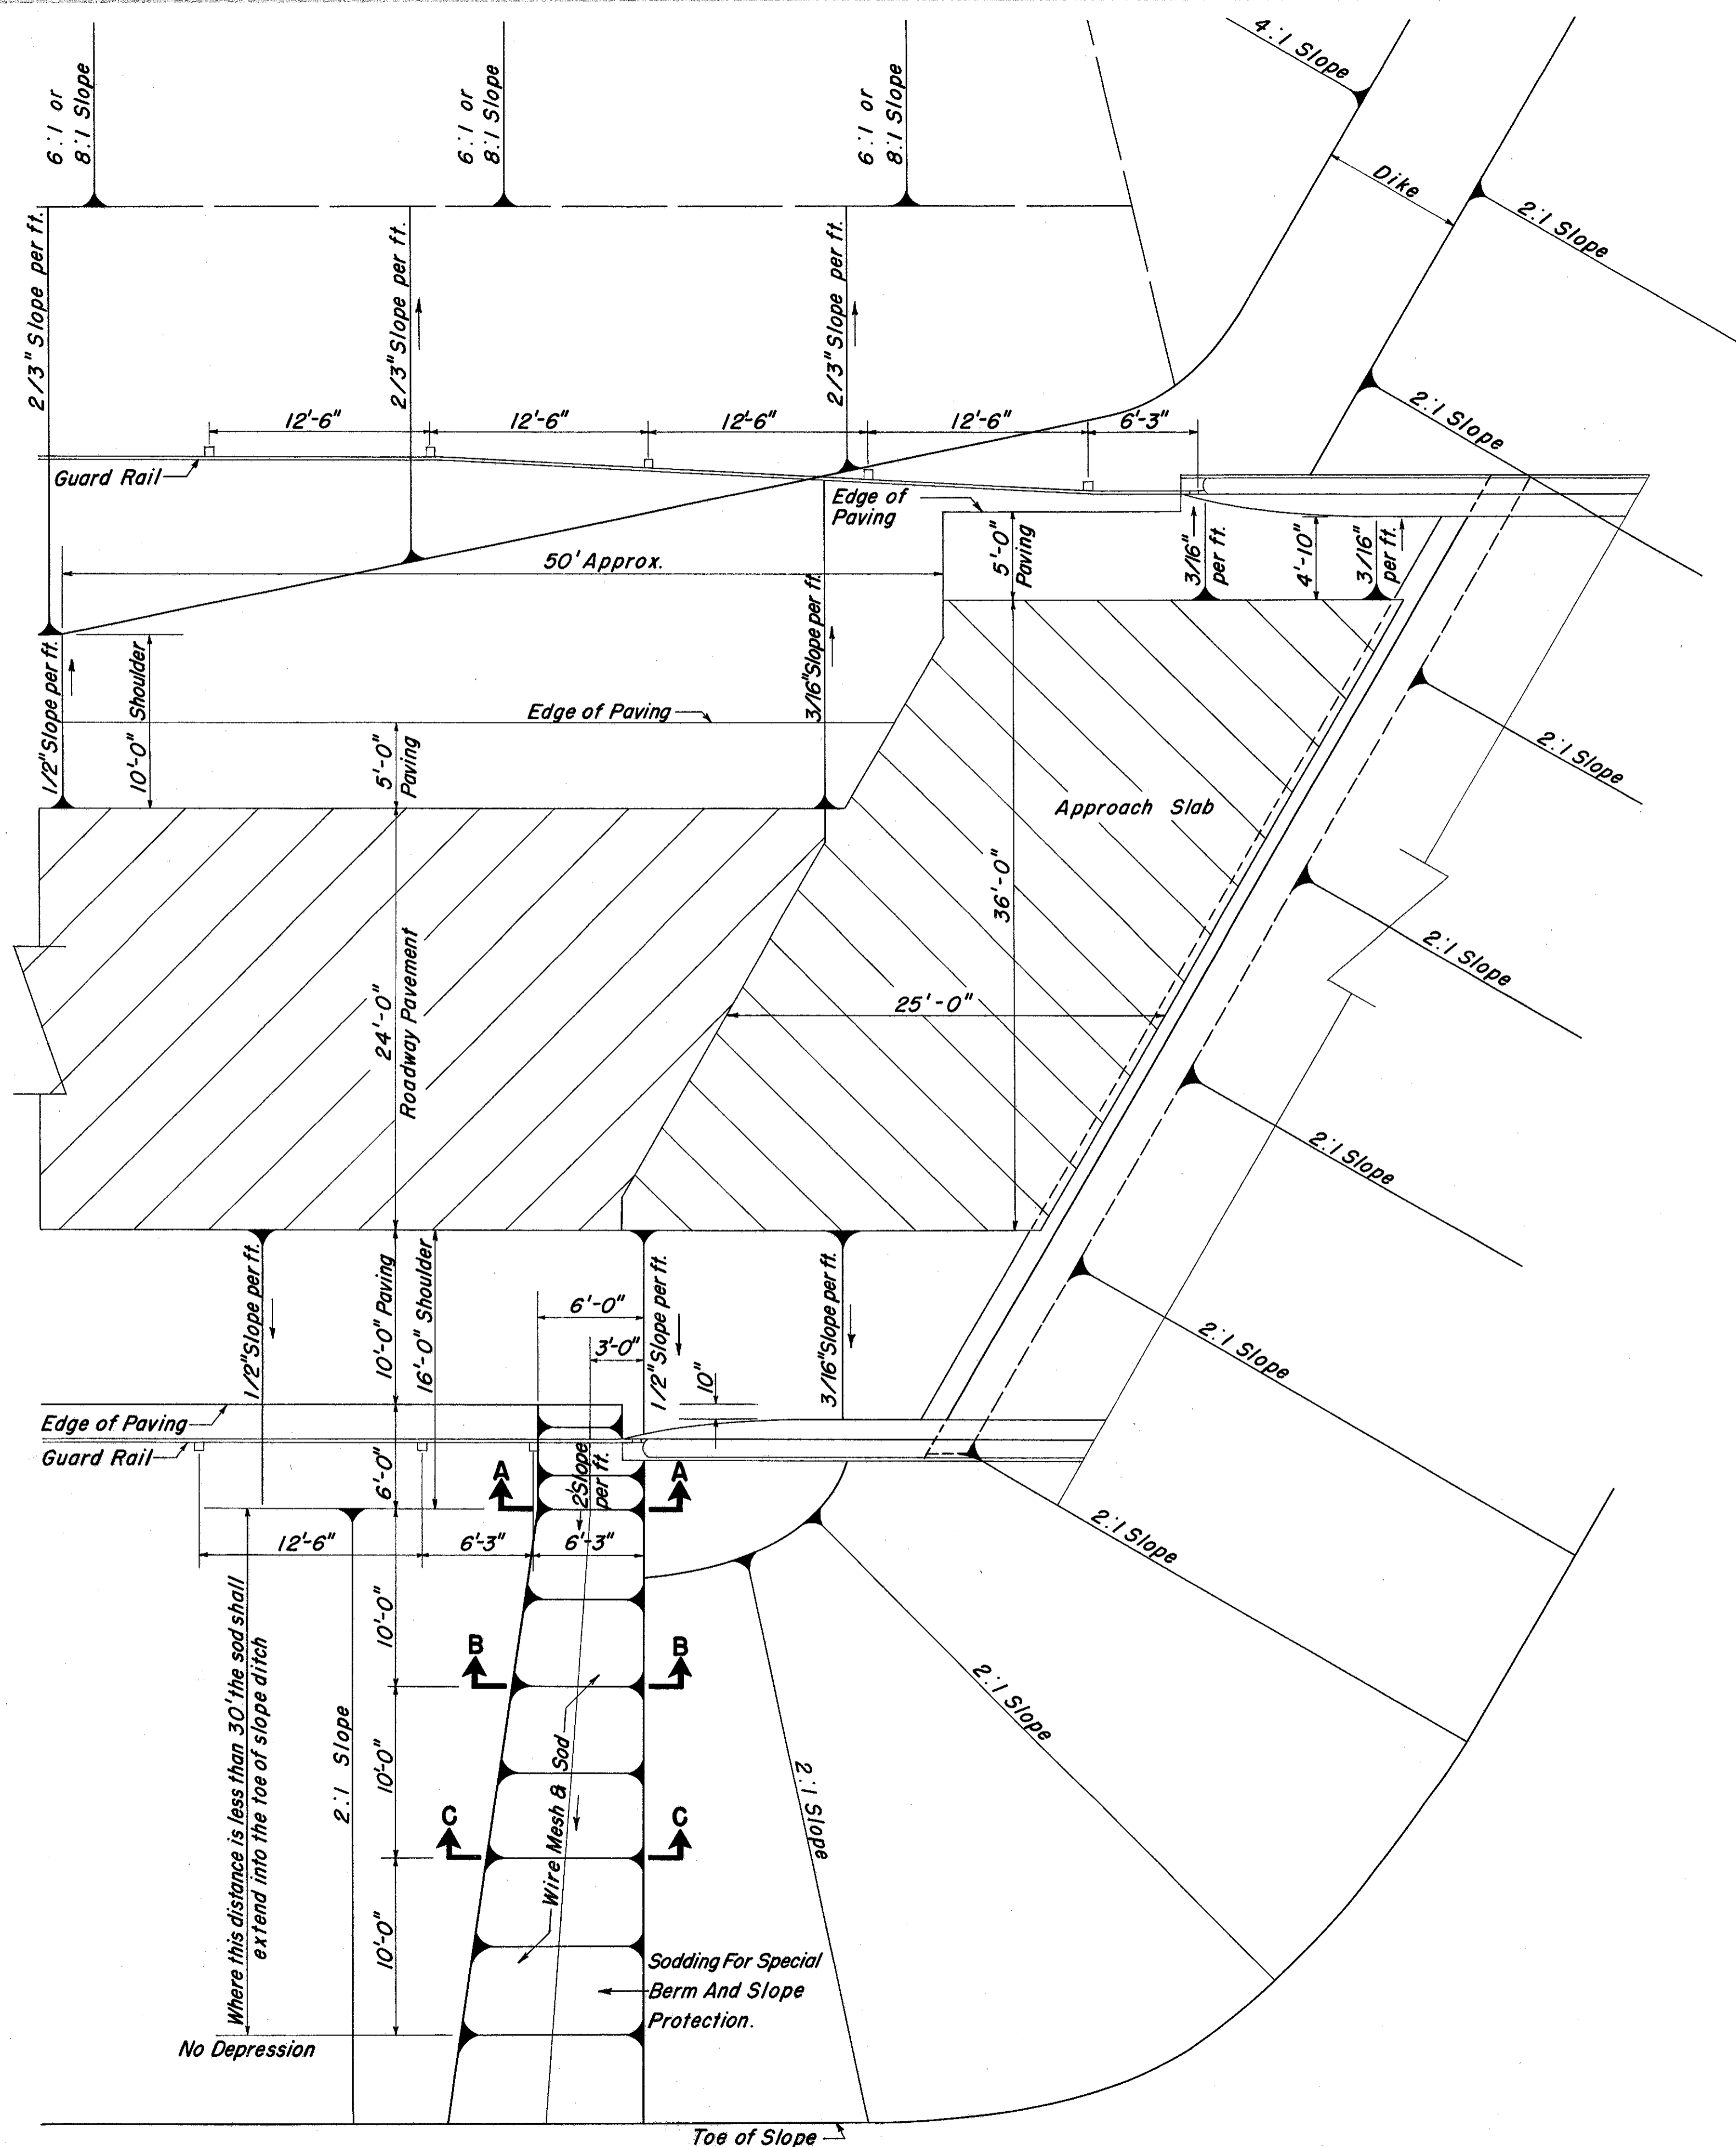 4:1 Slope
6:1 or
8:1 Slope
6:1 or
8:1 Slope
6:1 or
8:1 Slope
Dike
2:1 Slope
2/3" Slope per ft.
2/3" Slope per ft.
2/3" Slope per ft.
12'-6"
12'-6"
12'-6"
12'-6"
6'-3"
2:1 Slope
Guard Rail
Edge of
Paving
50' Approx.
5'-0"
Paving
3/16"
per ft.
4'-10"
3/16"
per ft.
1/2" Slope per ft.
10'-0" Shoulder
3/16" Slope per ft.
Edge of Paving
5'-0"
Paving
2:1 Slope
Approach Slab
36'-0"
2:1 Slope
24'-0"
Roadway Pavement
25'-0"
2:1 Slope
1/2" Slope per ft.
10'-0" Paving
16'-0" Shoulder
6'-0"
3'-0"
1/2" Slope per ft.
10"
3/16" Slope per ft.
2:1 Slope
Edge of Paving
Guard Rail
6'-0"
A
2" Slope
per ft.
A
2:1 Slope
12'-6"
6'-3"
6'-3"
Where this distance is less than 30' the sod shall
extend into the toe of slope ditch
2:1 Slope
10'-0"
B
B
2:1 Slope
10'-0"
Wire Mesh & Sod
2:1 Slope
C
C
10'-0"
Sodding For Special
Berm And Slope
Protection.
No Depression
Toe of Slope